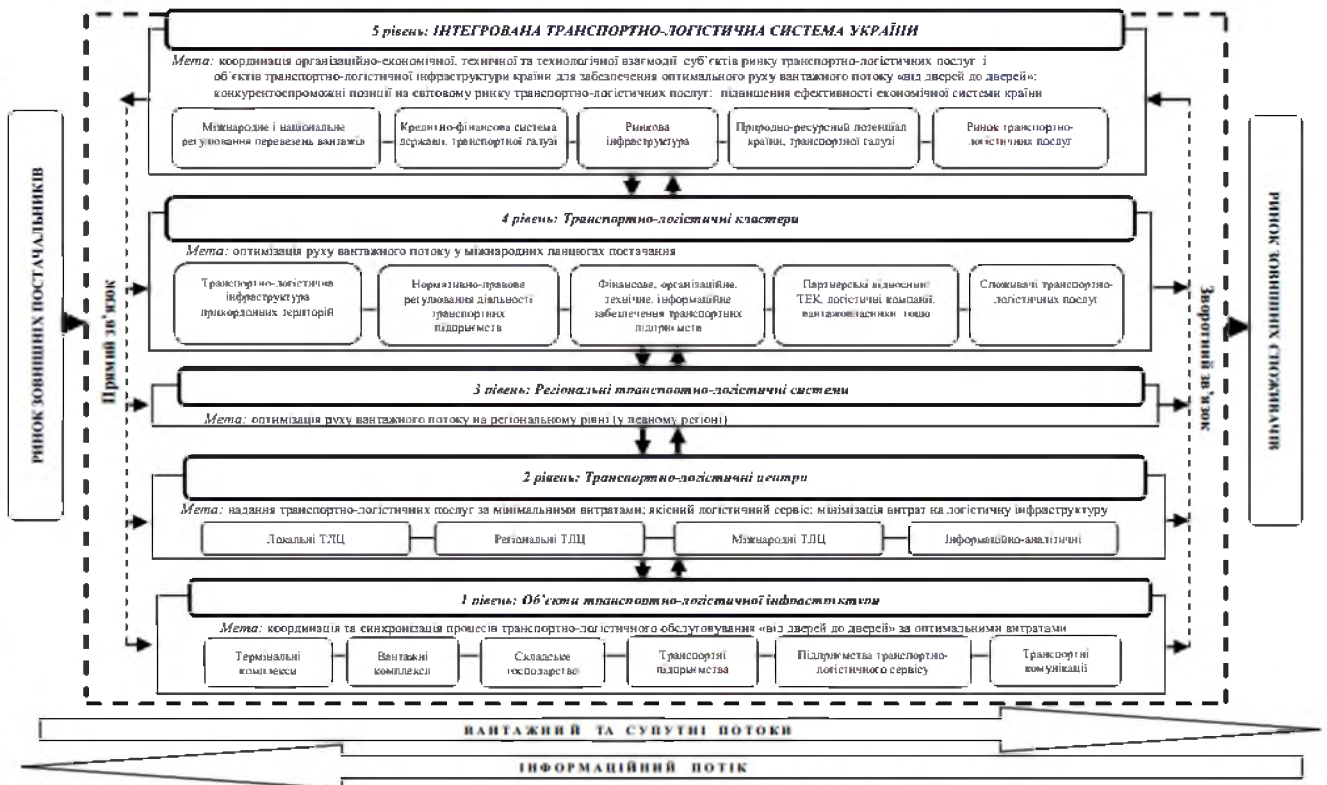 5 рівень: ІНТЕГРОВАНА ТРАНСПОРТНО-ЛОГІСТИЧНА СИСТЕМА УКРАЇНИ
Мета: координація організаційно-економічної, технічної та технологічної взаємодії суб'єктів ринку транспортно-логістичних послуг і
об'єктів транспортно-логістичної інфраструктури країни для забезпечення оптимального руху вантажного потоку «від дверей до дверей»;
конкурентоспроможні позиції на світовому ринку транспортно-логістичних послуг; підвищення ефективності економічної системи країни
Міжнародне і національне
регулювання перевезень вантажів
Кредитно-фінансова система
держави, транспортної галузі
Ринкова
інфраструктура
Природно-ресурсний потенціал
країни, транспортної галузі
Ринок транспортно-
логістичних послуг
4 рівень: Транспортно-логістичні кластери
Мета: оптимізація руху вантажного потоку у міжнародних ланцюгах постачання
Транспортно-логістична
інфраструктура
прикордонних територій
Нормативно-правове
регулювання діяльності
транспортних
підприємств
Фінансове, організаційне,
технічне, інформаційне
забезпечення транспортних
підприємств
Партнерські відносини:
ТЕК, логістичні компанії,
вантажовласники тощо
Споживачі транспортно-
логістичних послуг
3 рівень: Регіональні транспортно-логістичні системи
Мета: оптимізація руху вантажного потоку на регіональному рівні (у певному регіоні)
2 рівень: Транспортно-логістичні центри
Мета: надання транспортно-логістичних послуг за мінімальними витратами; якісний логістичний сервіс; мінімізація витрат на логістичну інфраструктуру
Локальні ТЛЦ
Регіональні ТЛЦ
Міжнародні ТЛЦ
Інформаційно-аналітичні
1 рівень: Об'єкти транспортно-логістичної інфраструктури
Мета: координація та синхронізація процесів транспортно-логістичного обслуговування «від дверей до дверей» за оптимальними витратами
Термінальні
комплекси
Вантажні
комплекси
Складське
господарство
Транспортні
підприємства
Підприємства транспортно-
логістичного сервісу
Транспортні
комунікації
РИНОК ЗОВНІШНІХ ПОСТАЧАЛЬНИКІВ
Прямий зв'язок
Зворотний зв'язок
РИНОК ЗОВНІШНІХ СПОЖИВАЧІВ
ВАНТАЖНИЙ ТА СУПУТНІ ПОТОКИ
ІНФОРМАЦІЙНИЙ ПОТІК